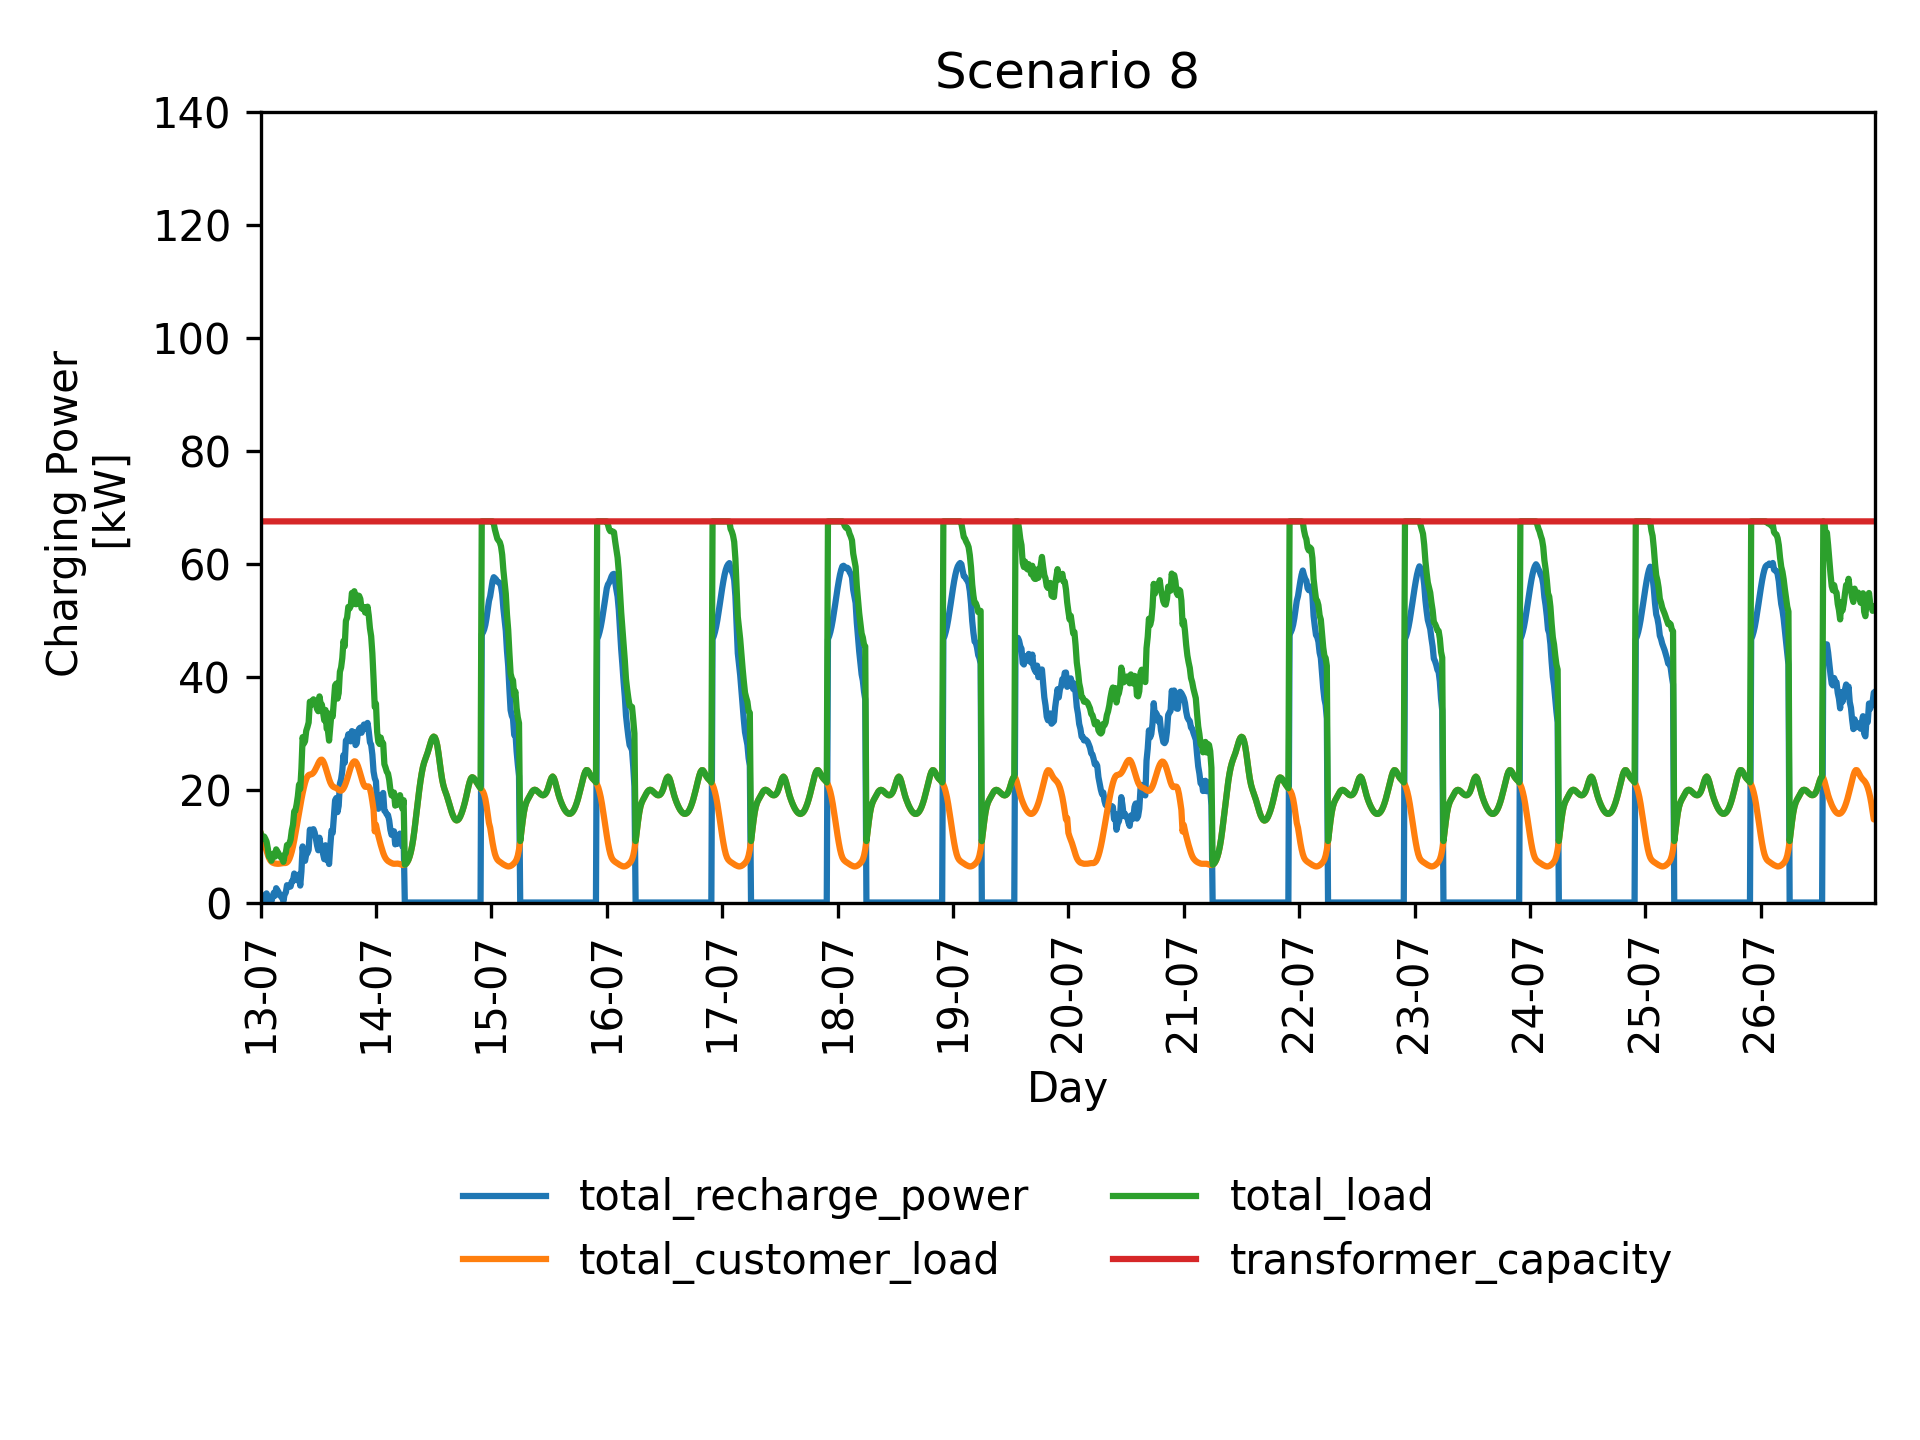 Scenario 8
140
120
100
80
60
40
20
0
Charging Power
[kW]
13-07
14-07
15-07
16-07
17-07
18-07
19-07
20-07
21-07
22-07
23-07
24-07
25-07
26-07
Day
total_recharge_power
total_customer_load
total_load
transformer_capacity